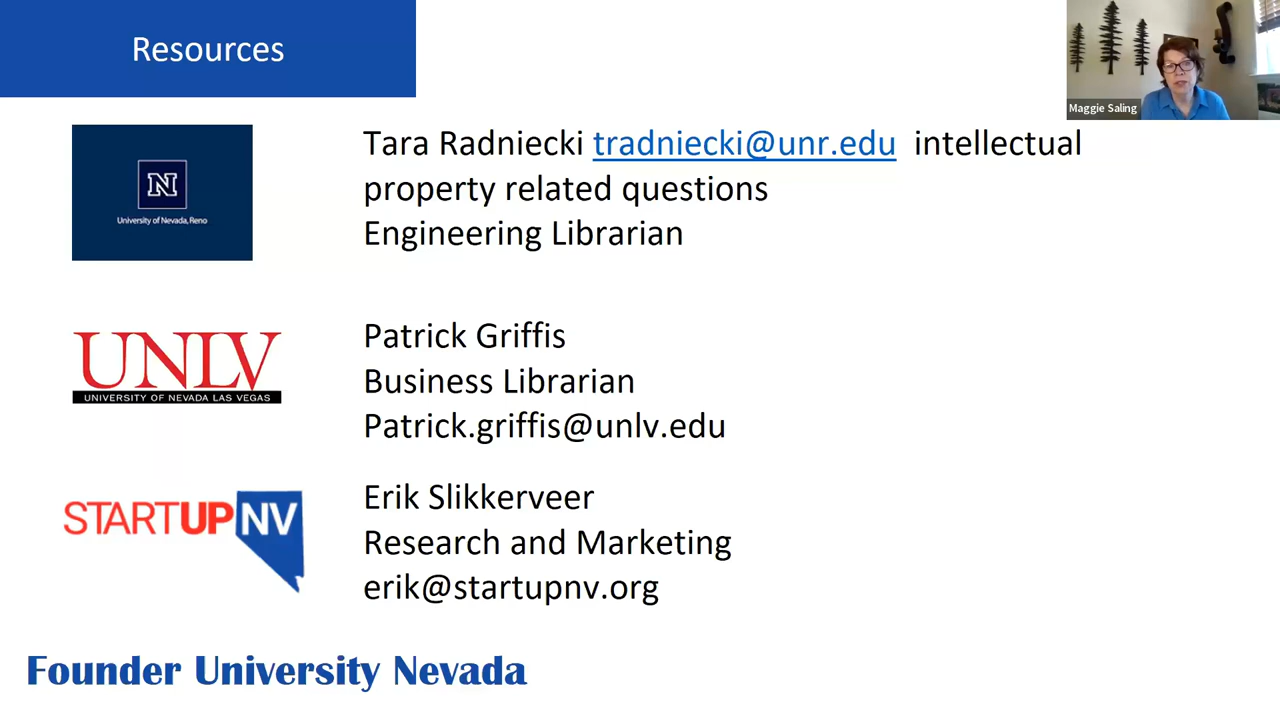 Resources
Maggie Saling
Tara Radniecki tradniecki@unr.edu intellectual
property related questions
Engineering Librarian
N
University of Nevada, Reno
Patrick Griffis
Business Librarian
Patrick.griffis@unlv.edu
UNLV
UNIVERSITY OF NEVADA LAS VEGAS
Erik Slikkerveer
Research and Marketing
erik@startupnv.org
STARTUPNV
Founder University Nevada